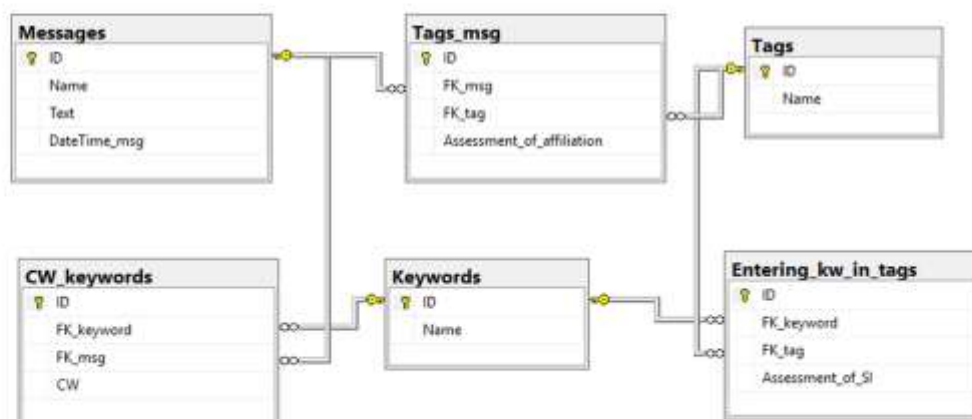 Messages
ID
Name
Text
DateTime_msg
Tags_msg
ID
FK_msg
FK_tag
Assessment_of_affiliation
Tags
ID
Name
CW_keywords
ID
FK_keyword
FK_msg
CW
Keywords
ID
Name
Entering_kw_in_tags
ID
FK_keyword
FK_tag
Assessment_of_SI